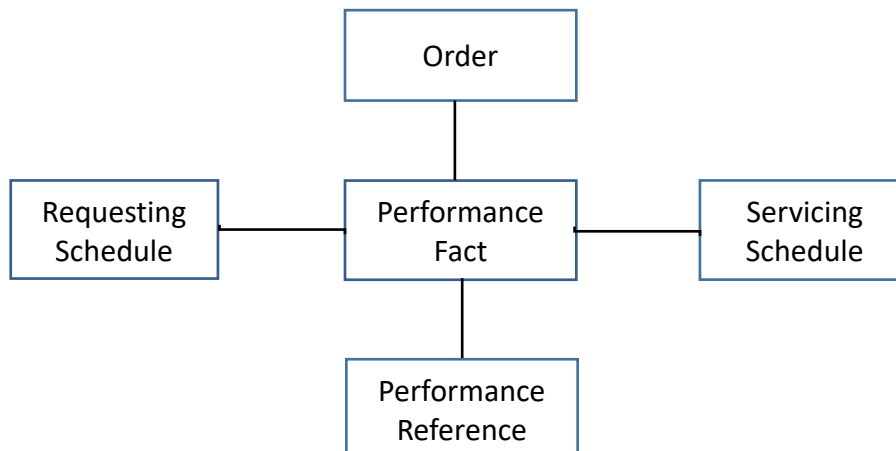 Order
Requesting
Schedule
Performance
Fact
Servicing
Schedule
Performance
Reference